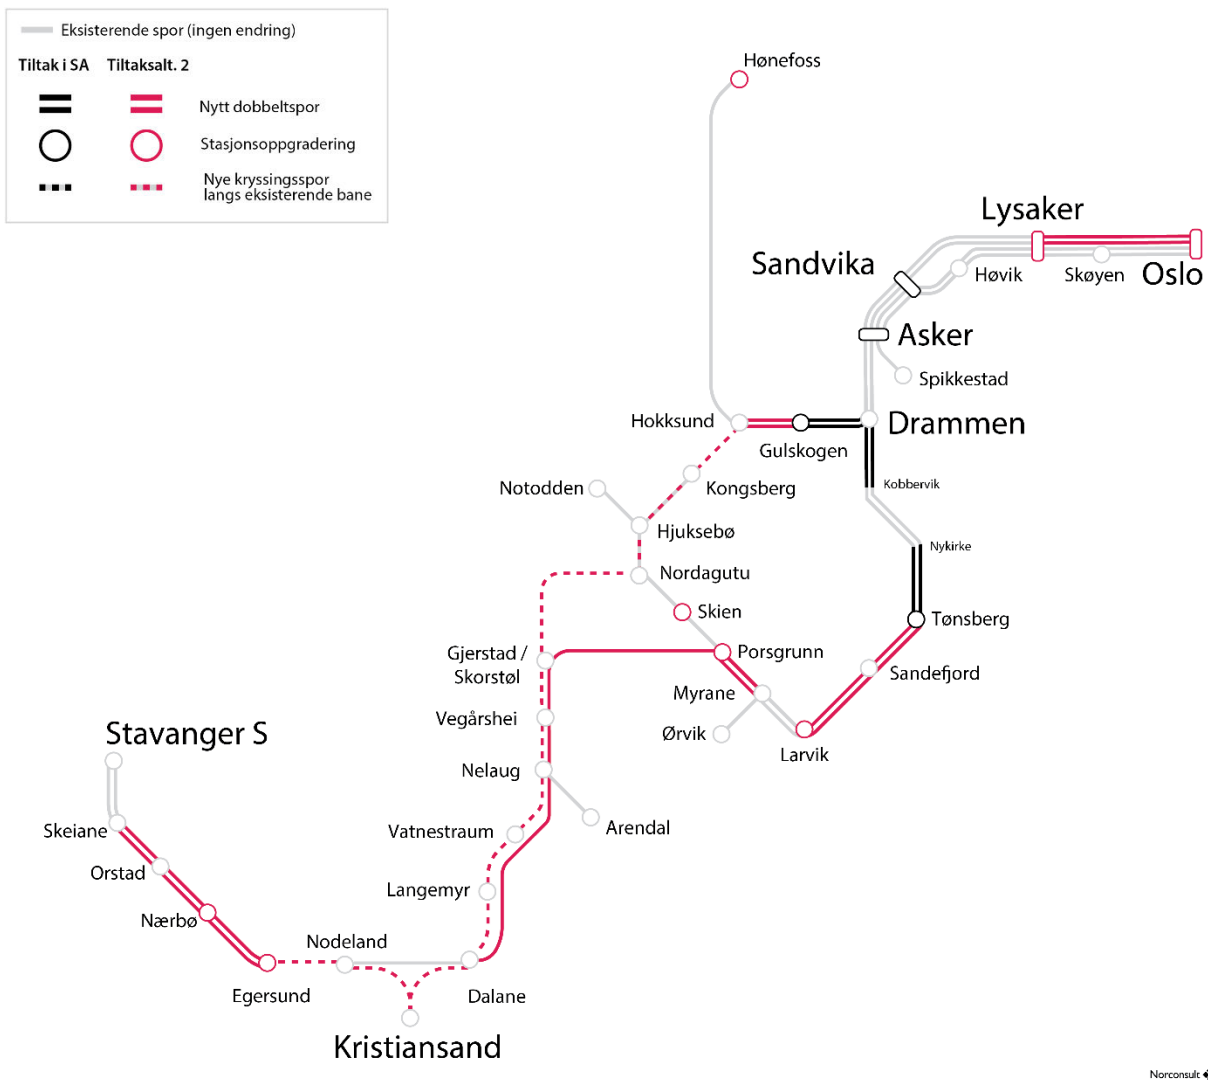 Eksisterende spor (ingen endring)
Tiltak i SA Tiltaksalt. 2
Nytt dobbeltspor
Stasjonsoppgradering
Nye kryssingsspor
langs eksisterende bane
Hønefoss
Lysaker
Sandvika
Høvik
Skøyen
Oslo
Asker
Spikkestad
Hokksund
Gulskogen
Drammen
Notodden
Kongsberg
Kobbervik
Hjuksebø
Nykirke
Nordagutu
Skien
Tønsberg
Gjerstad /
Skorstøl
Porsgrunn
Sandefjord
Myrane
Vegårshei
Ørvik
Larvik
Stavanger S
Nelaug
Arendal
Skeiane
Vatnestraum
Orstad
Langemyr
Nærbø
Nodeland
Egersund
Dalane
Kristiansand
Norconsult